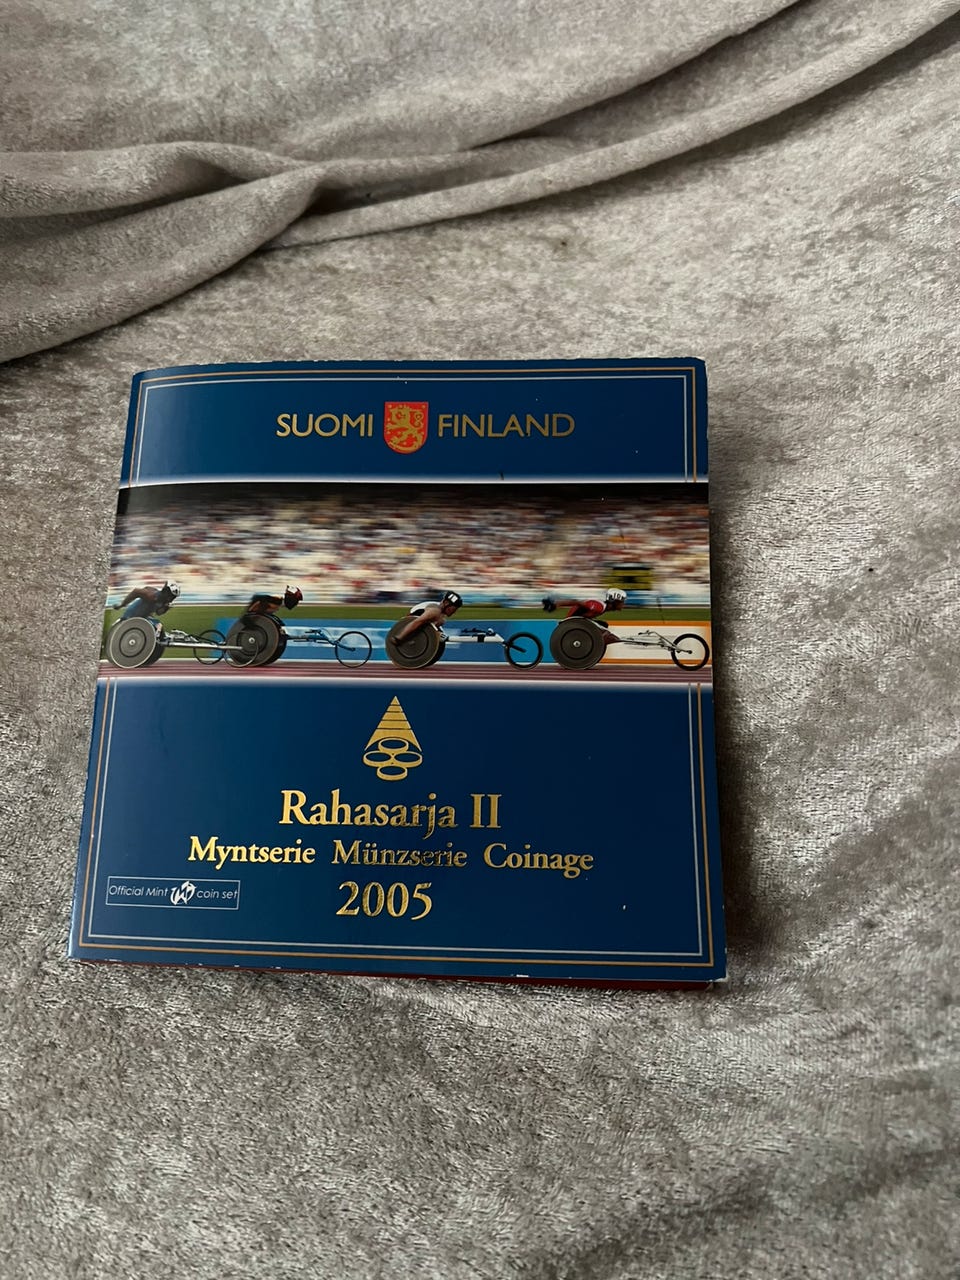 SUOMI FINLAND
Rahasarja II
Myntserie Münzserie Coinage
2005
Official Mint coin set